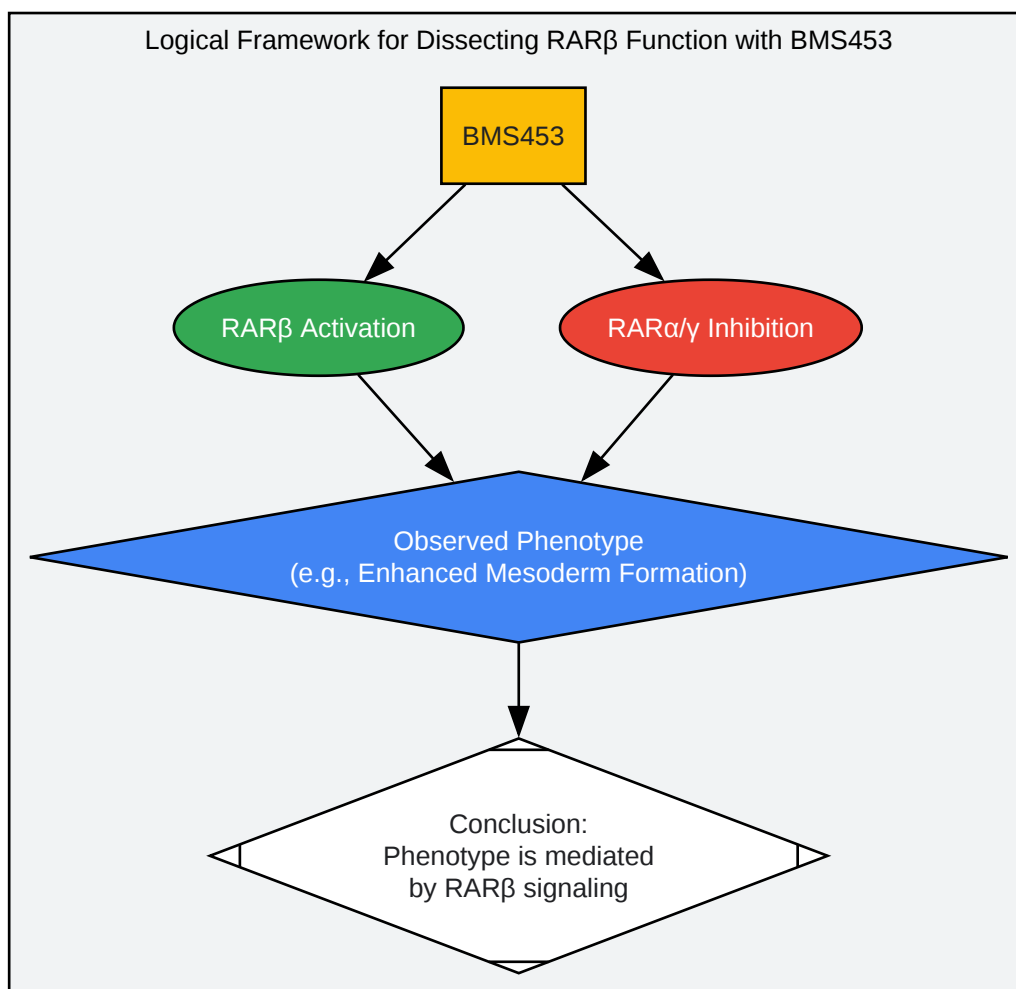 Logical Framework for Dissecting RARβ Function with BMS453
BMS453
RARβ Activation
RARα/γ Inhibition
Observed Phenotype
(e.g., Enhanced Mesoderm Formation)
Conclusion:
Phenotype is mediated
by RARβ signaling